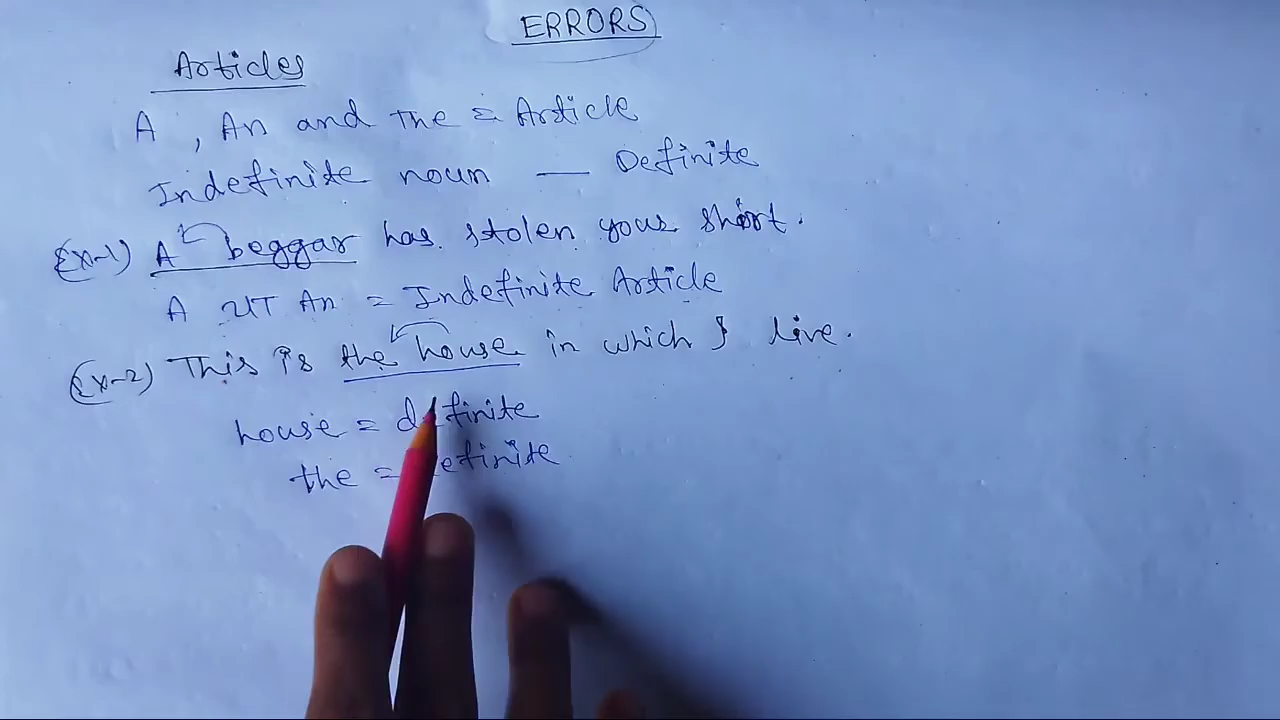 ERRORS
Articles
A, An and the = Article
Indefinite noun — Definite
Ex-1) A beggar has stolen your shirt.
A या An = Indefinite Article
Ex-2) This is the house in which I live.
house = definite
the = definite